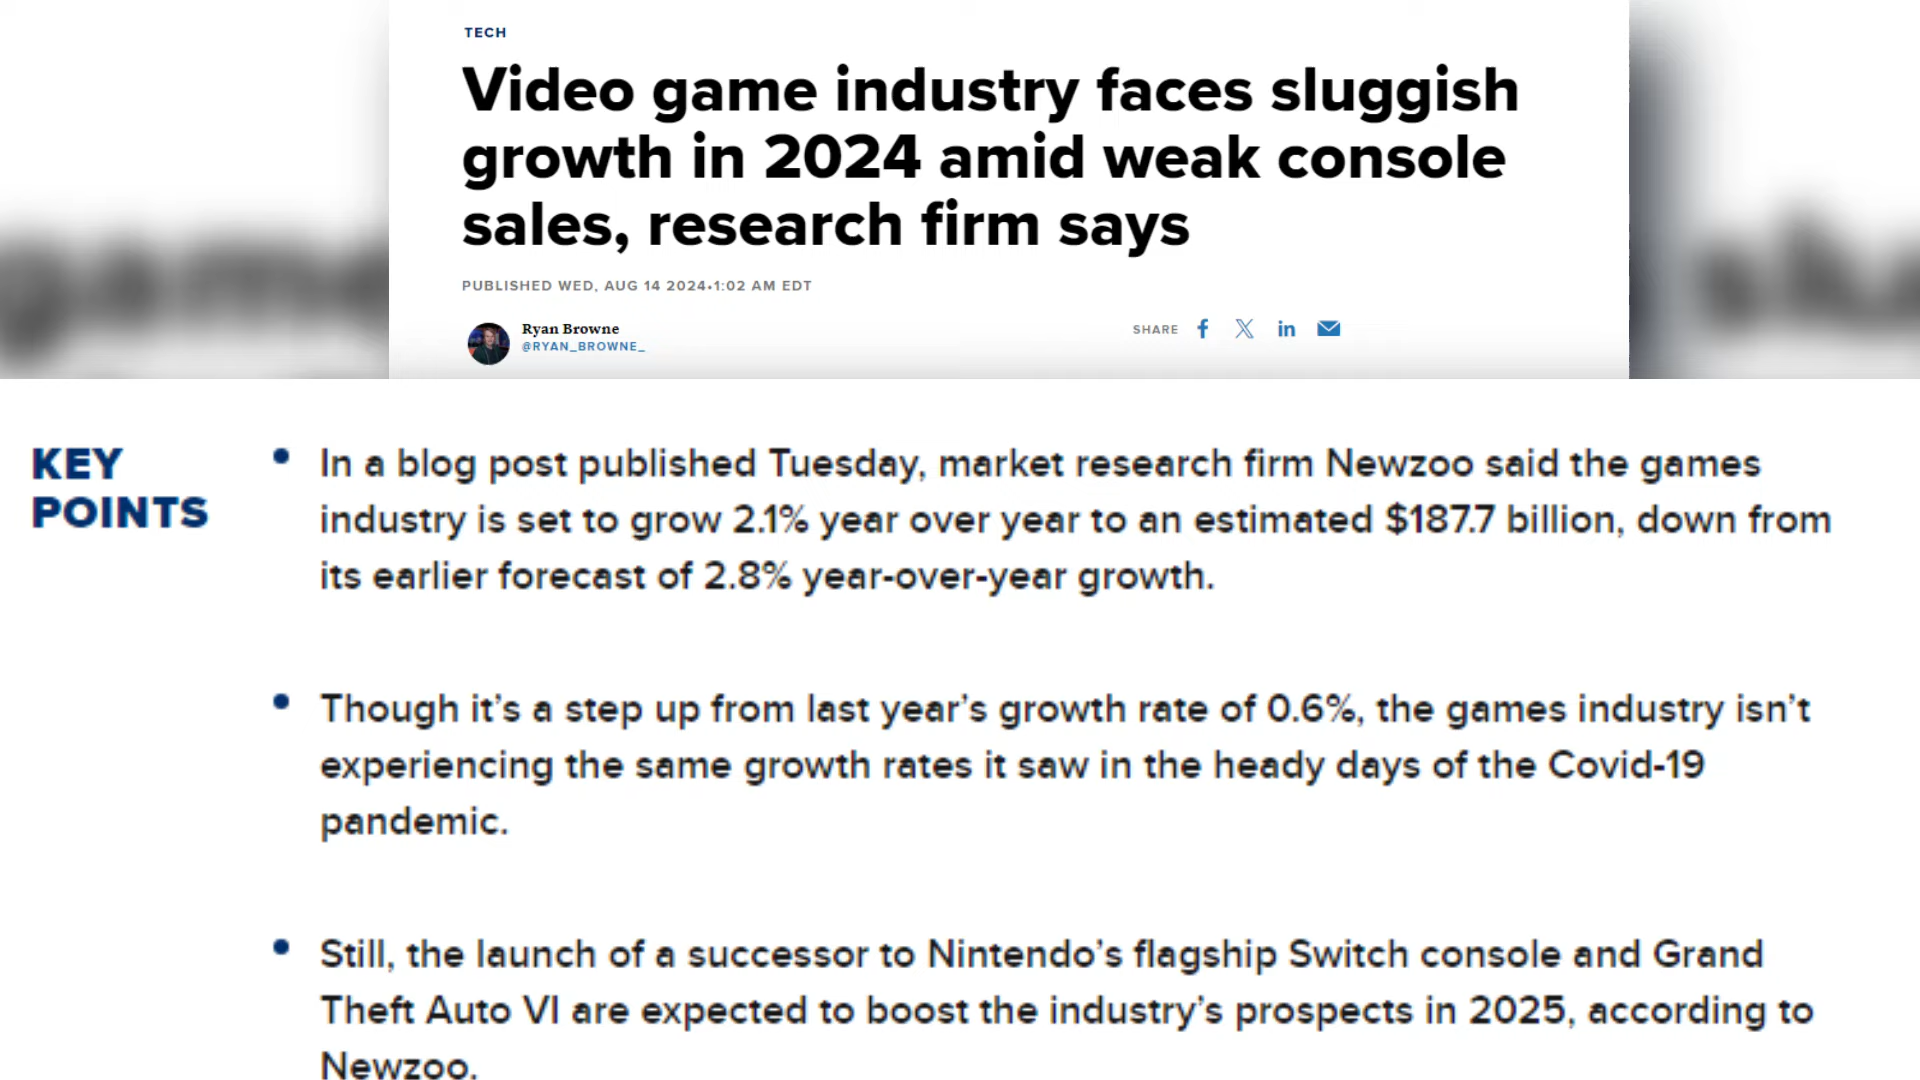 TECH
Video game industry faces sluggish
growth in 2024 amid weak console
sales, research firm says
PUBLISHED WED, AUG 14 2024•1:02 AM EDT
Ryan Browne
@RYAN_BROWNE_
SHARE
KEY
POINTS
• In a blog post published Tuesday, market research firm Newzoo said the games
industry is set to grow 2.1% year over year to an estimated $187.7 billion, down from
its earlier forecast of 2.8% year-over-year growth.
• Though it’s a step up from last year’s growth rate of 0.6%, the games industry isn’t
experiencing the same growth rates it saw in the heady days of the Covid-19
pandemic.
• Still, the launch of a successor to Nintendo’s flagship Switch console and Grand
Theft Auto VI are expected to boost the industry’s prospects in 2025, according to
Newzoo.